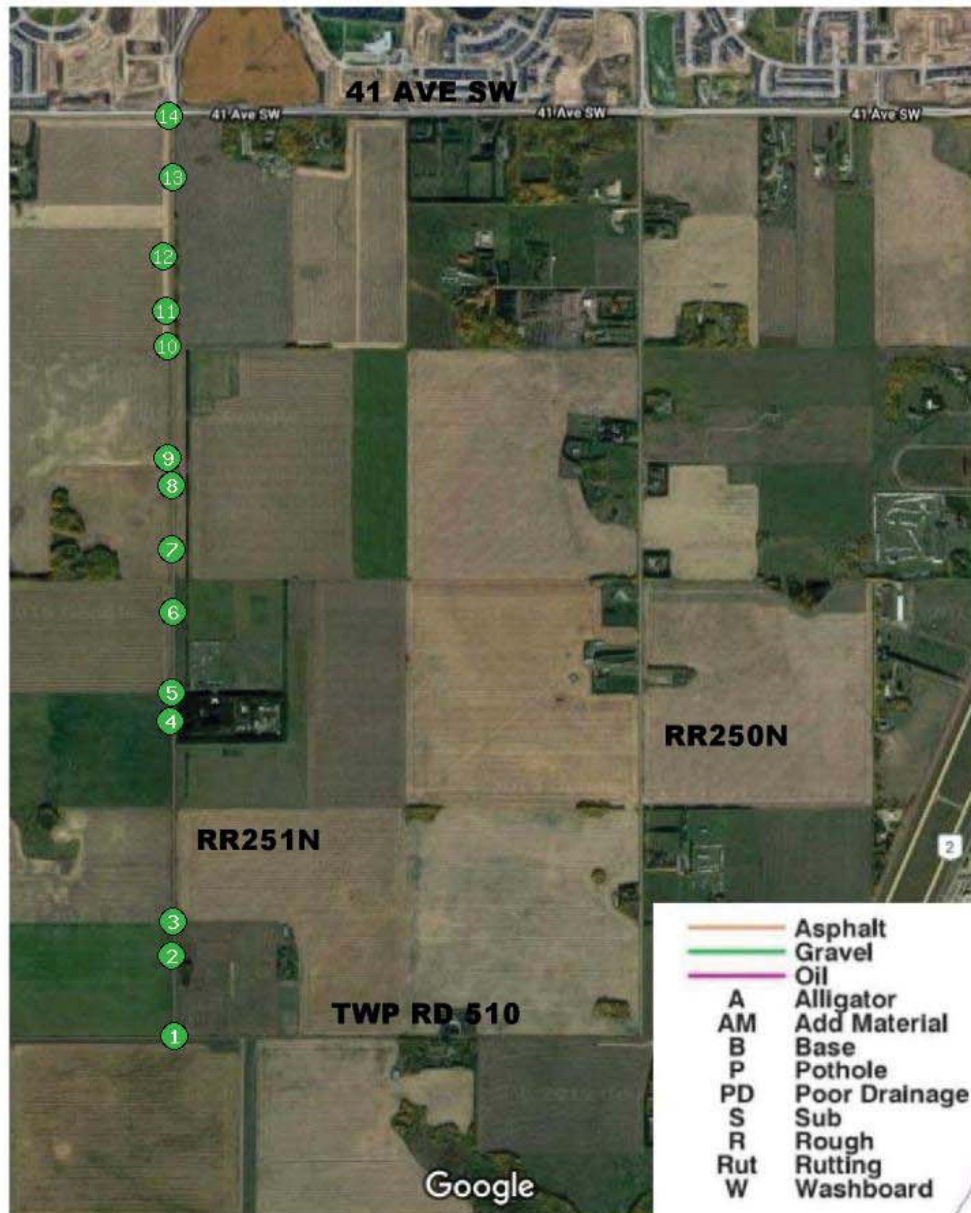 41 AVE SW
41 Ave SW
41 Ave SW
41 Ave SW
14
13
12
11
10
9
8
7
6
5
4
RR250N
RR251N
2
3
2
1
TWP RD 510
Asphalt
Gravel
Oil
A Alligator
AM Add Material
B Base
P Pothole
PD Poor Drainage
S Sub
R Rough
Rut Rutting
W Washboard
Google